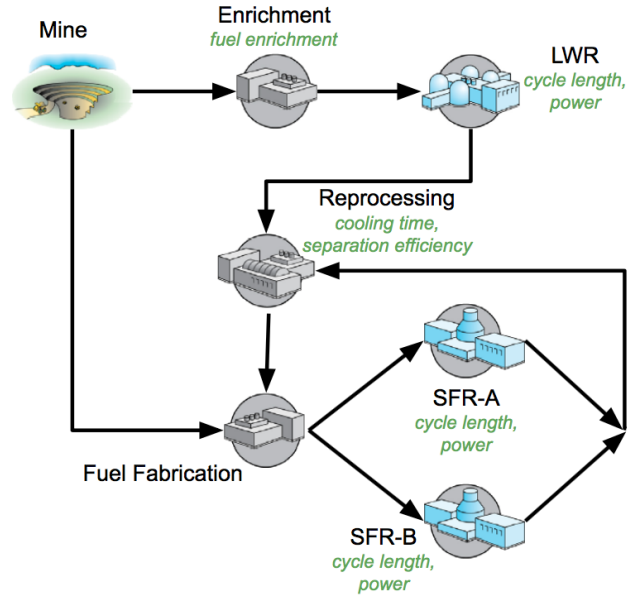 Mine
Enrichment
fuel enrichment
LWR
cycle length,
power
Reprocessing
cooling time,
separation efficiency
SFR-A
cycle length,
power
Fuel Fabrication
SFR-B
cycle length,
power